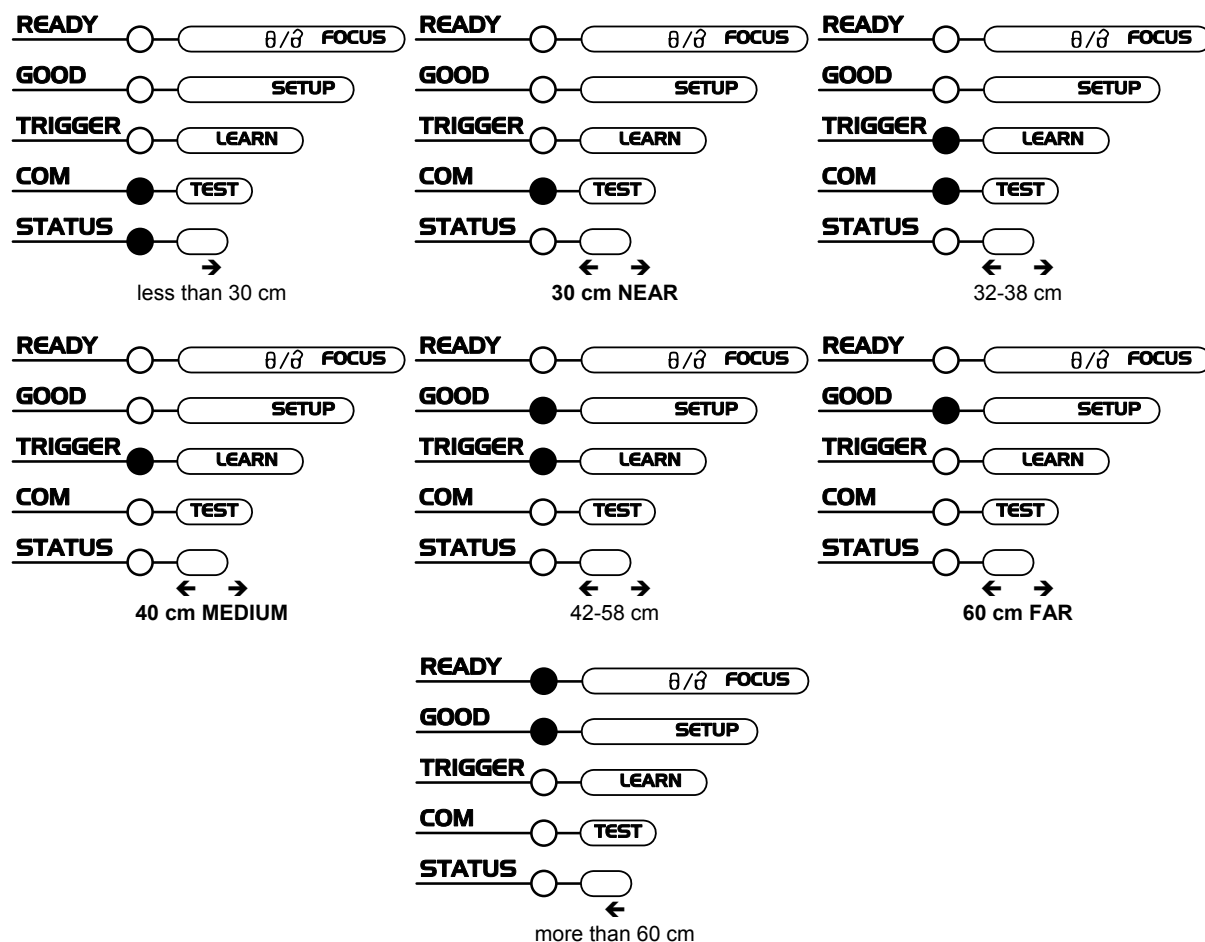 READY FOCUS
GOOD SETUP
TRIGGER LEARN
COM TEST
STATUS
less than 30 cm
READY FOCUS
GOOD SETUP
TRIGGER LEARN
COM TEST
STATUS
30 cm NEAR
READY FOCUS
GOOD SETUP
TRIGGER LEARN
COM TEST
STATUS
32-38 cm
READY FOCUS
GOOD SETUP
TRIGGER LEARN
COM TEST
STATUS
40 cm MEDIUM
READY FOCUS
GOOD SETUP
TRIGGER LEARN
COM TEST
STATUS
42-58 cm
READY FOCUS
GOOD SETUP
TRIGGER LEARN
COM TEST
STATUS
60 cm FAR
READY FOCUS
GOOD SETUP
TRIGGER LEARN
COM TEST
STATUS
more than 60 cm